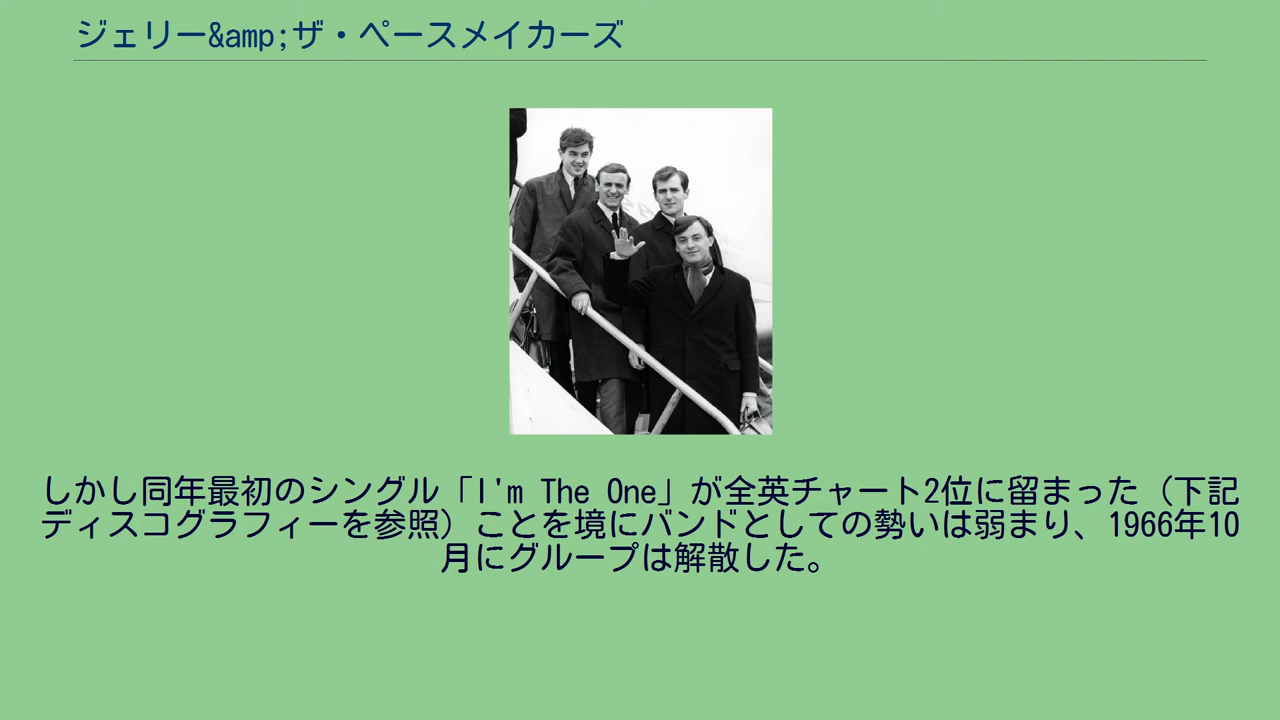 ジェリー&amp;ザ・ペースメイカーズ
しかし同年最初のシングル「I'm The One」が全英チャート2位に留まった（下記
ディスコグラフィーを参照）ことを境にバンドとしての勢いは弱まり、1966年10
月にグループは解散した。